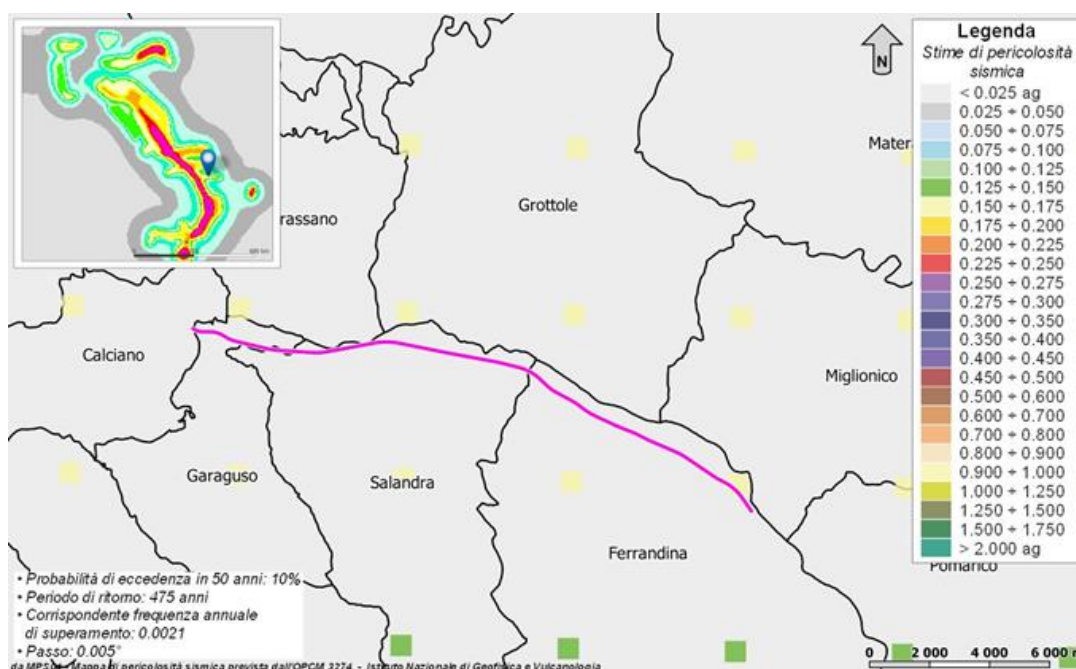 Legenda
Stime di pericolosità
sismica
< 0.025 ag
0.025 ÷ 0.050
0.050 ÷ 0.075
0.075 ÷ 0.100
0.100 ÷ 0.125
0.125 ÷ 0.150
0.150 ÷ 0.175
0.175 ÷ 0.200
0.200 ÷ 0.225
0.225 ÷ 0.250
0.250 ÷ 0.275
0.275 ÷ 0.300
0.300 ÷ 0.350
0.350 ÷ 0.400
0.400 ÷ 0.450
0.450 ÷ 0.500
0.500 ÷ 0.600
0.600 ÷ 0.700
0.700 ÷ 0.800
0.800 ÷ 0.900
0.900 ÷ 1.000
1.000 ÷ 1.250
1.250 ÷ 1.500
1.500 ÷ 1.750
> 2.000 ag
N
Mater
rassano
Grottole
Calciano
Miglionico
Garaguso
Salandra
Ferrandina
Pomarico
• Probabilità di eccedenza in 50 anni: 10%
• Periodo di ritorno: 475 anni
• Corrispondente frequenza annuale
di superamento: 0.0021
• Passo: 0.005°
Mappa di pericolosità sismica prevista dall'OPCM 3274 - Istituto Nazionale di Geofisica e Vulcanologia
0 2 000 4 000 6 000 m